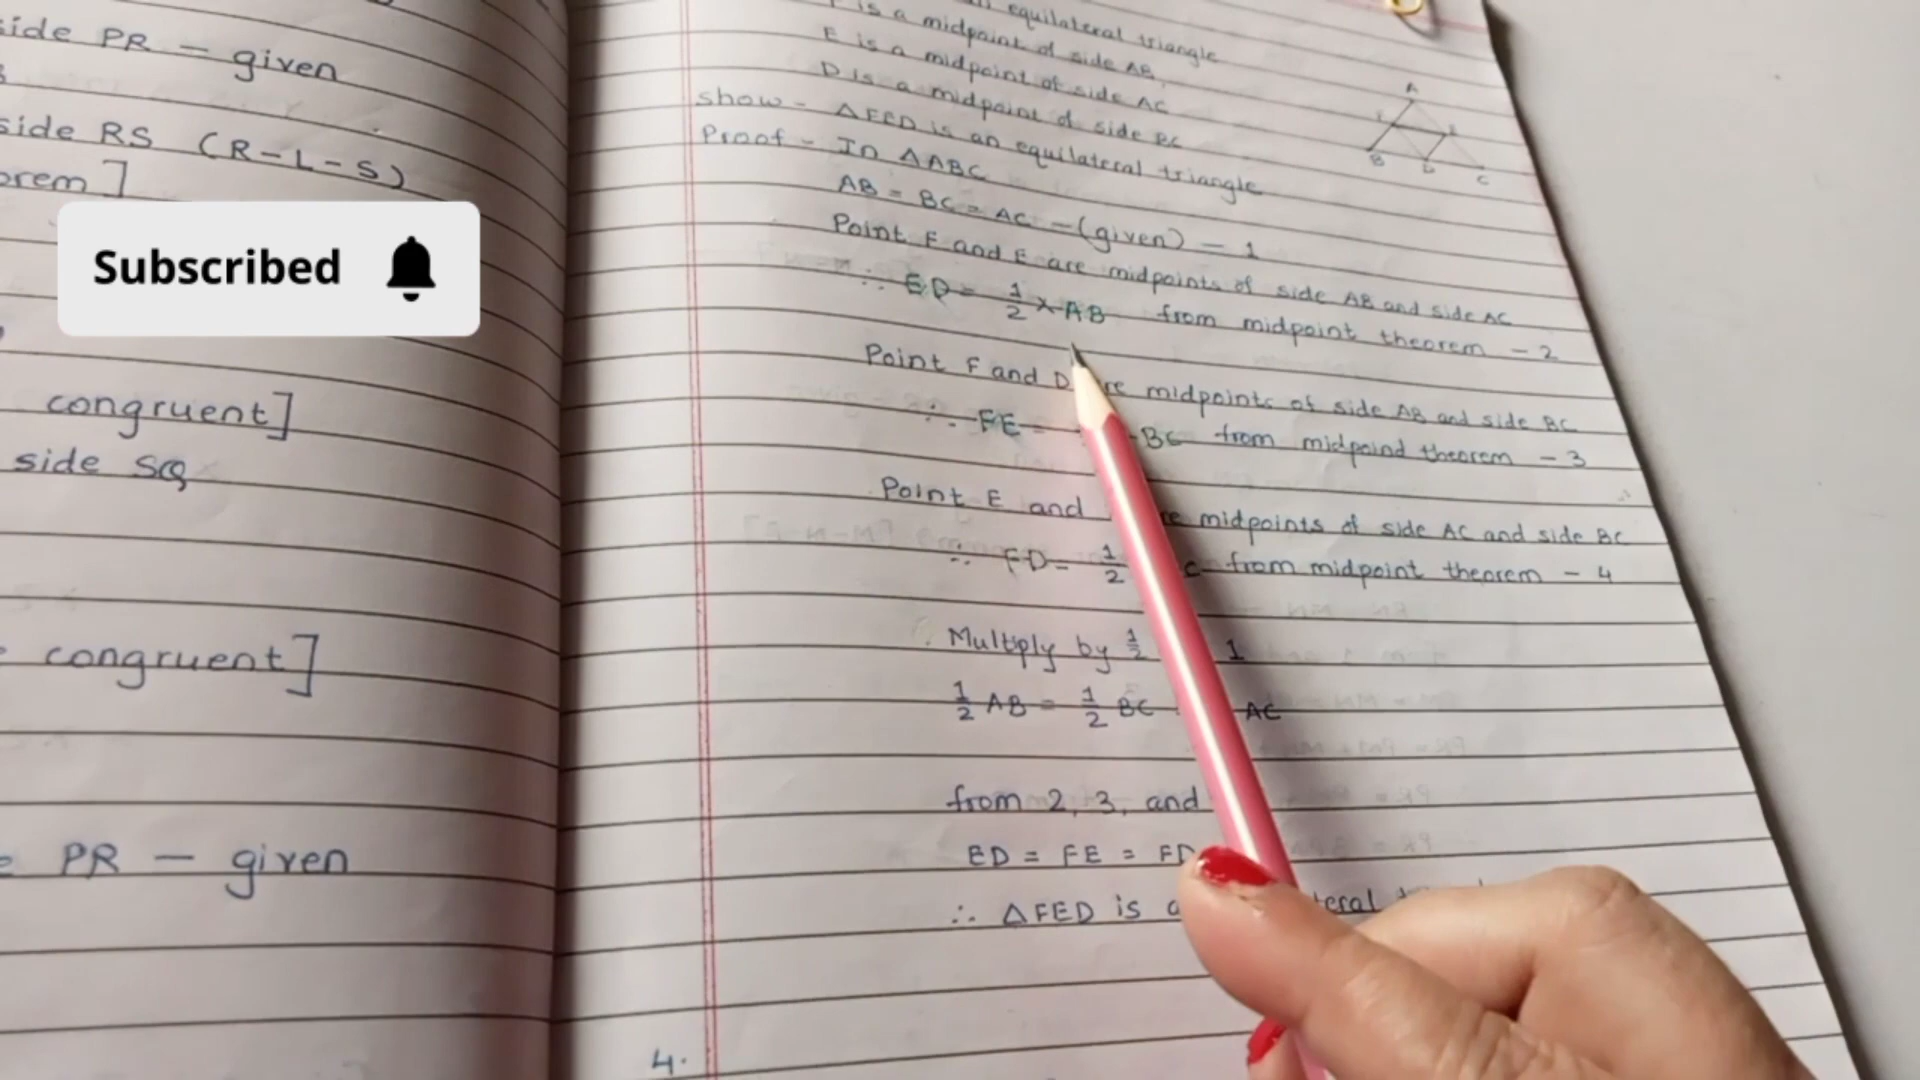 side PR - given
side RS (R-L-S)
orem]
Subscribed
congruent]
side SQ
congruent]
PR - given
equilateral triangle
F is a midpoint of side AB
E is a midpoint of side AC
D is a midpoint of side BC
show - △FED is an equilateral triangle
Proof - In △ABC
AB = BC = AC - (given) - 1
Point F and E are midpoints of side AB and side AC
∴ ED = 1/2 × AB from midpoint theorem - 2
Point F and D are midpoints of side AB and side BC
∴ FE = BC from midpoind theorem - 3
Point E and midpoints of side AC and side BC
∴ FD = 1/2 C from midpoint theorem - 4
Multiply by 1/2 1
1/2 AB = 1/2 BC AC
from 2, 3, and
ED = FE = FD
∴ △FED is
4.
A
E
B
D
C